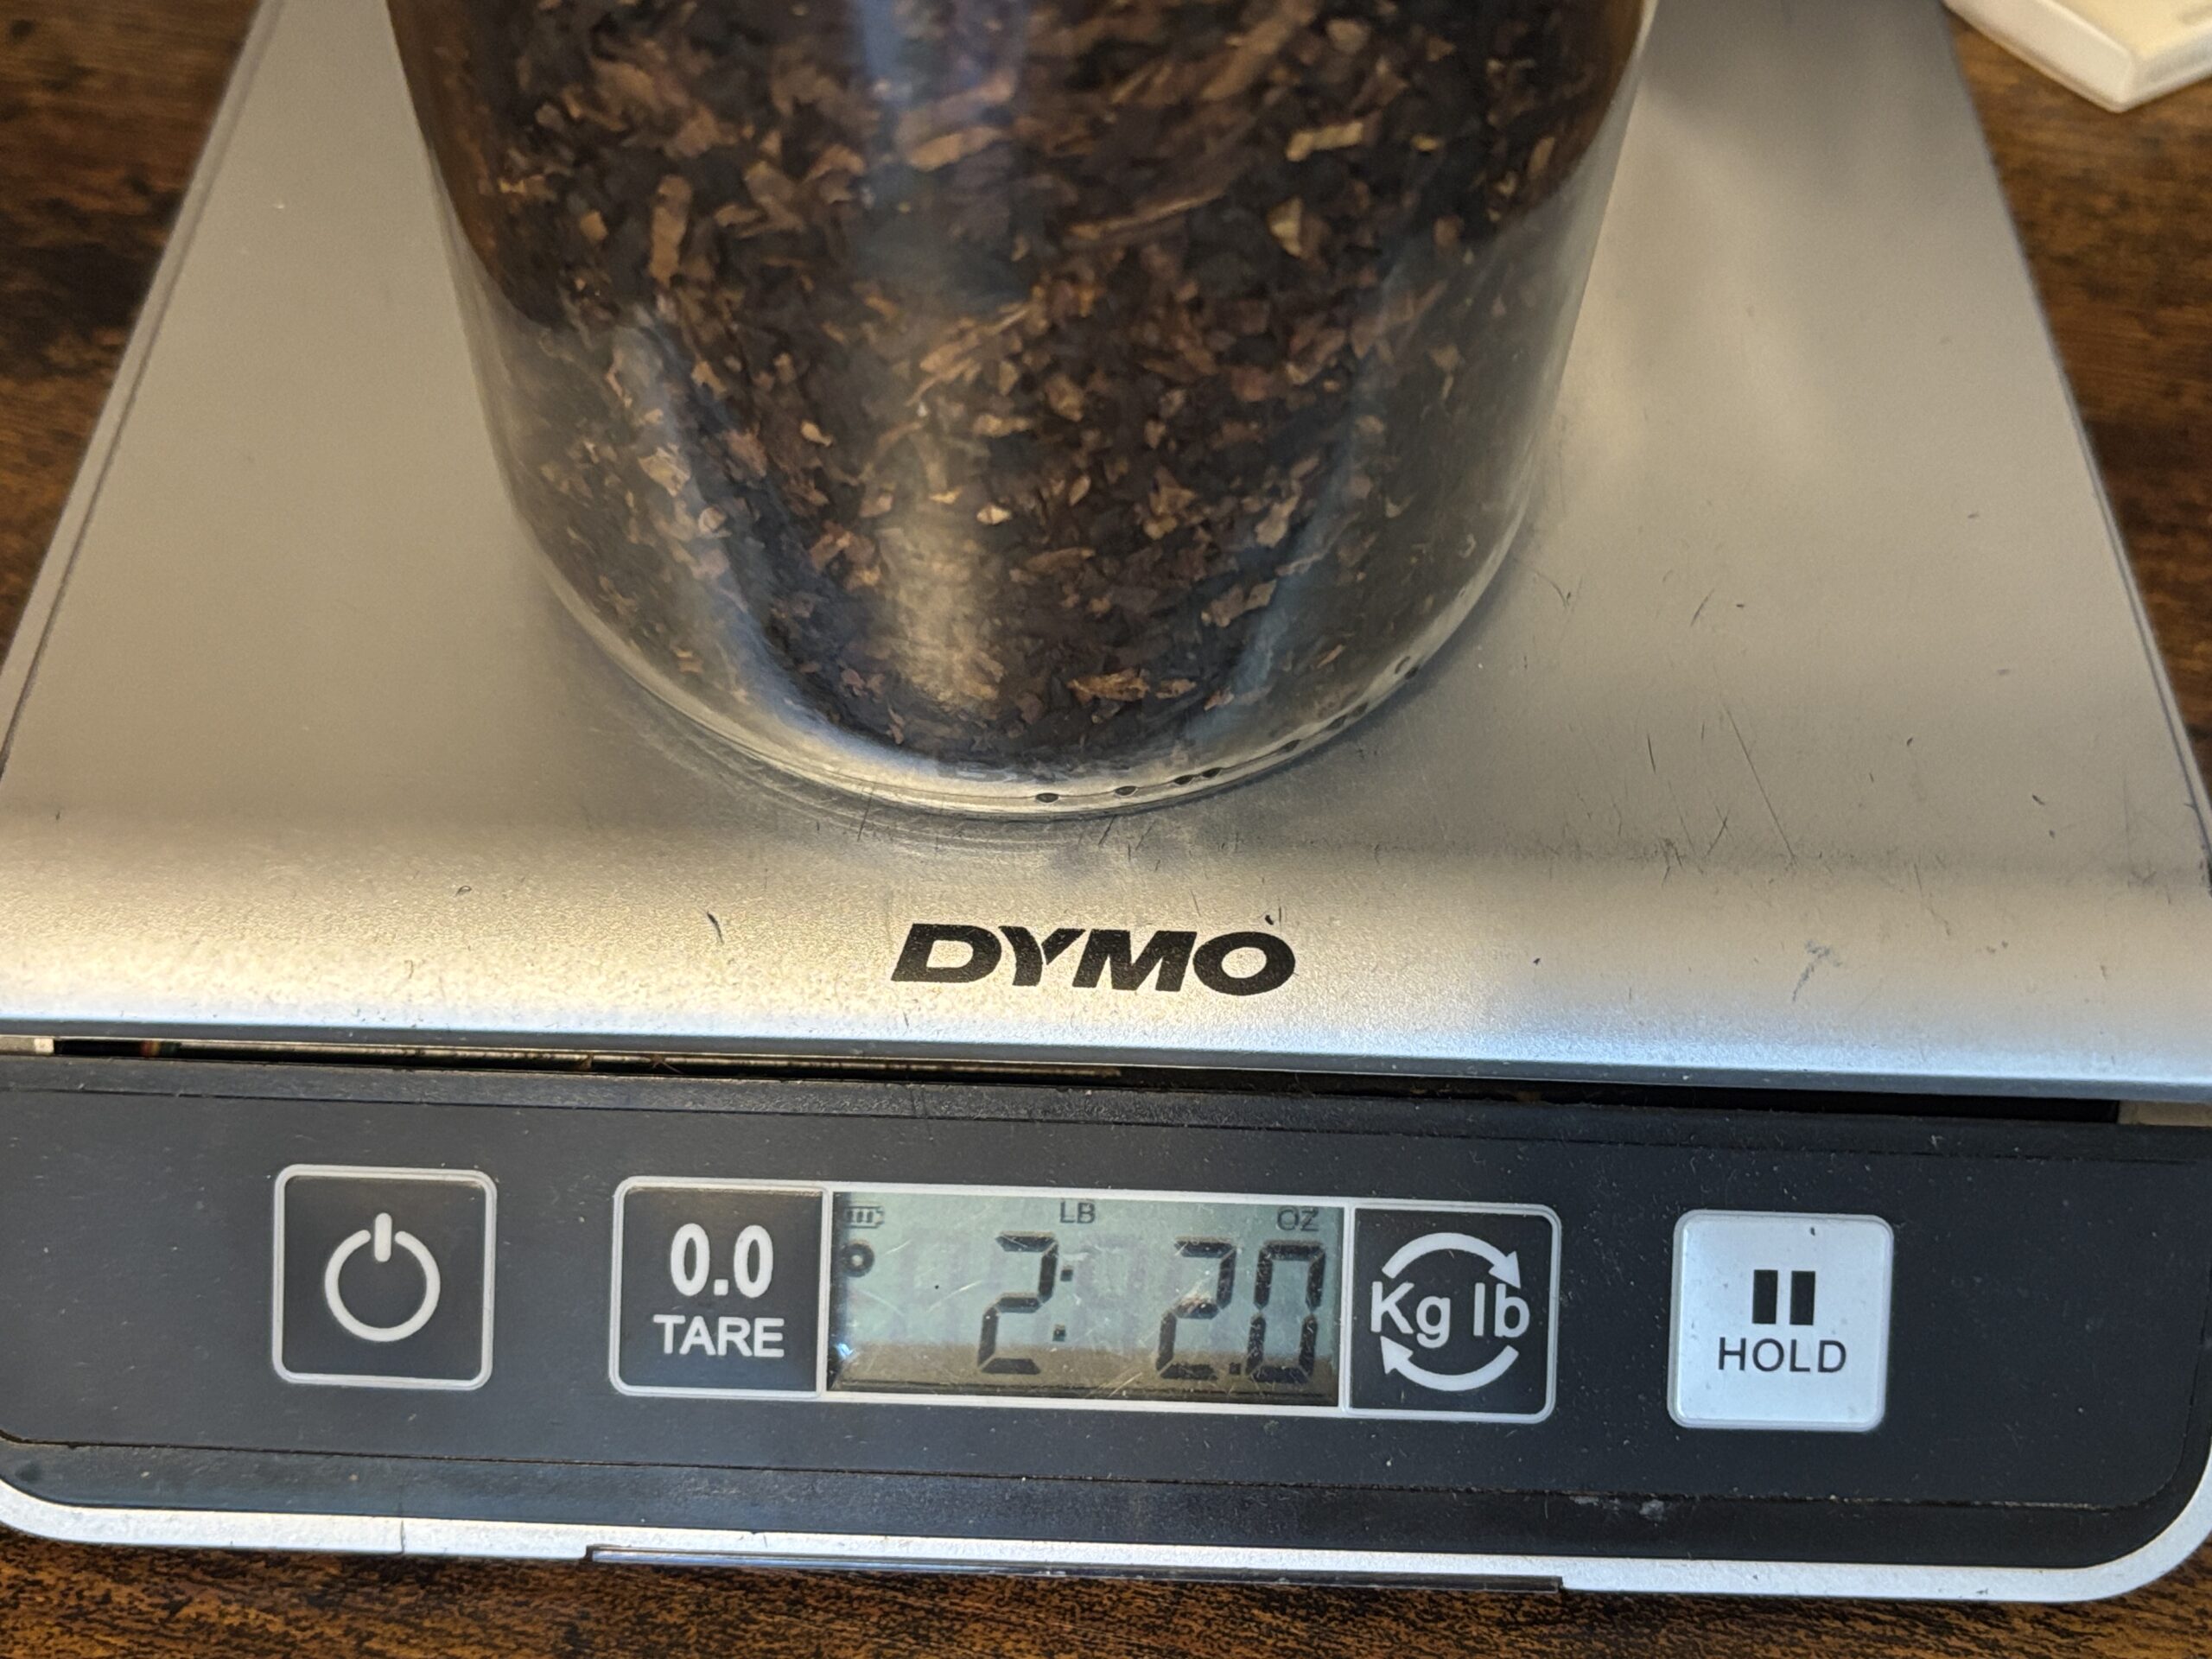 DYMO
0.0
TARE
LB OZ
2: 2.0
Kg lb
HOLD